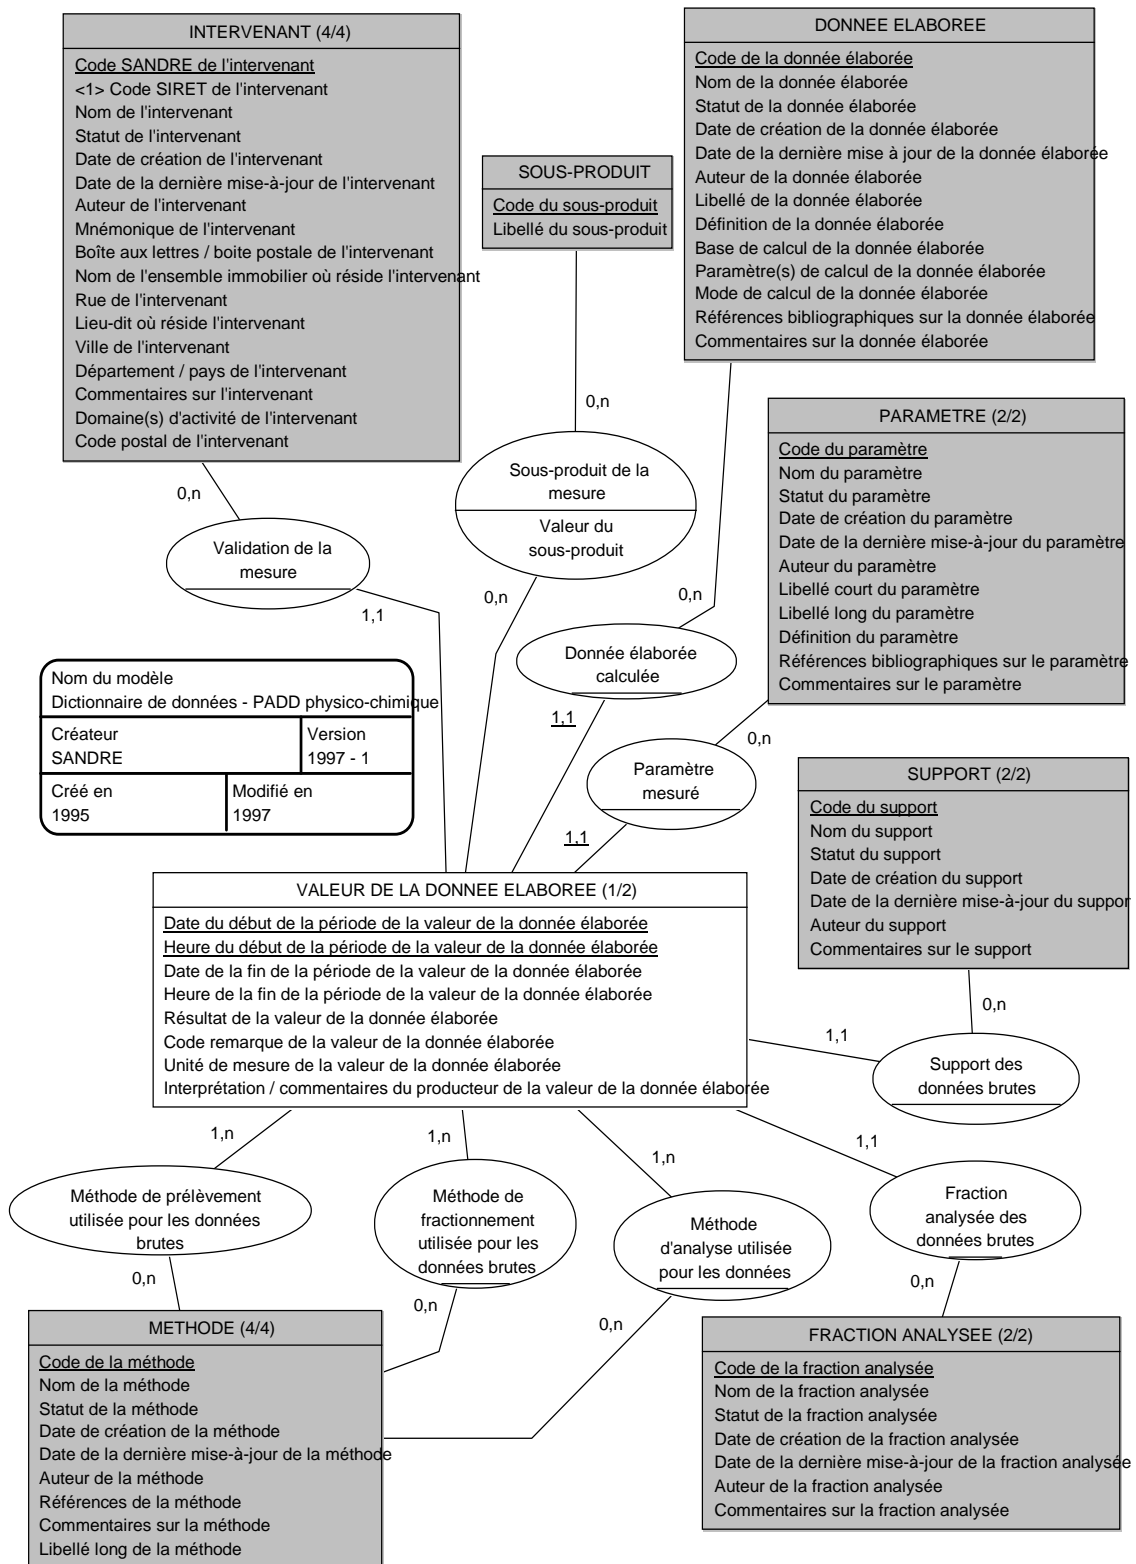 INTERVENANT (4/4)
Code SANDRE de l'intervenant
<1> Code SIRET de l'intervenant
Nom de l'intervenant
Statut de l'intervenant
Date de création de l'intervenant
Date de la dernière mise-à-jour de l'intervenant
Auteur de l'intervenant
Mnémonique de l'intervenant
Boîte aux lettres / boite postale de l'intervenant
Nom de l'ensemble immobilier où réside l'intervenant
Rue de l'intervenant
Lieu-dit où réside l'intervenant
Ville de l'intervenant
Département / pays de l'intervenant
Commentaires sur l'intervenant
Domaine(s) d'activité de l'intervenant
Code postal de l'intervenant
SOUS-PRODUIT
Code du sous-produit
Libellé du sous-produit
DONNEE ELABOREE
Code de la donnée élaborée
Nom de la donnée élaborée
Statut de la donnée élaborée
Date de création de la donnée élaborée
Date de la dernière mise à jour de la donnée élaborée
Auteur de la donnée élaborée
Libellé de la donnée élaborée
Définition de la donnée élaborée
Base de calcul de la donnée élaborée
Paramètre(s) de calcul de la donnée élaborée
Mode de calcul de la donnée élaborée
Références bibliographiques sur la donnée élaborée
Commentaires sur la donnée élaborée
0,n
PARAMETRE (2/2)
Code du paramètre
Nom du paramètre
Statut du paramètre
Date de création du paramètre
Date de la dernière mise-à-jour du paramètre
Auteur du paramètre
Libellé court du paramètre
Libellé long du paramètre
Définition du paramètre
Références bibliographiques sur le paramètre
Commentaires sur le paramètre
0,n
Sous-produit de la
mesure
Valeur du
sous-produit
Validation de la
mesure
0,n
0,n
1,1
Donnée élaborée
calculée
1,1
0,n
Nom du modèle
Dictionnaire de données - PADD physico-chimique
Créateur
SANDRE
Version
1997 - 1
Créé en
1995
Modifié en
1997
Paramètre
mesuré
1,1
SUPPORT (2/2)
Code du support
Nom du support
Statut du support
Date de création du support
Date de la dernière mise-à-jour du suppor
Auteur du support
Commentaires sur le support
VALEUR DE LA DONNEE ELABOREE (1/2)
Date du début de la période de la valeur de la donnée élaborée
Heure du début de la période de la valeur de la donnée élaborée
Date de la fin de la période de la valeur de la donnée élaborée
Heure de la fin de la période de la valeur de la donnée élaborée
Résultat de la valeur de la donnée élaborée
Code remarque de la valeur de la donnée élaborée
Unité de mesure de la valeur de la donnée élaborée
Interprétation / commentaires du producteur de la valeur de la donnée élaborée
0,n
1,1
Support des
données brutes
1,n
1,n
1,n
1,1
Méthode de prélèvement
utilisée pour les données
brutes
Méthode de
fractionnement
utilisée pour les
données brutes
Méthode
d'analyse utilisée
pour les données
Fraction
analysée des
données brutes
0,n
0,n
0,n
0,n
METHODE (4/4)
Code de la méthode
Nom de la méthode
Statut de la méthode
Date de création de la méthode
Date de la dernière mise-à-jour de la méthode
Auteur de la méthode
Références de la méthode
Commentaires sur la méthode
Libellé long de la méthode
FRACTION ANALYSEE (2/2)
Code de la fraction analysée
Nom de la fraction analysée
Statut de la fraction analysée
Date de création de la fraction analysée
Date de la dernière mise-à-jour de la fraction analysée
Auteur de la fraction analysée
Commentaires sur la fraction analysée